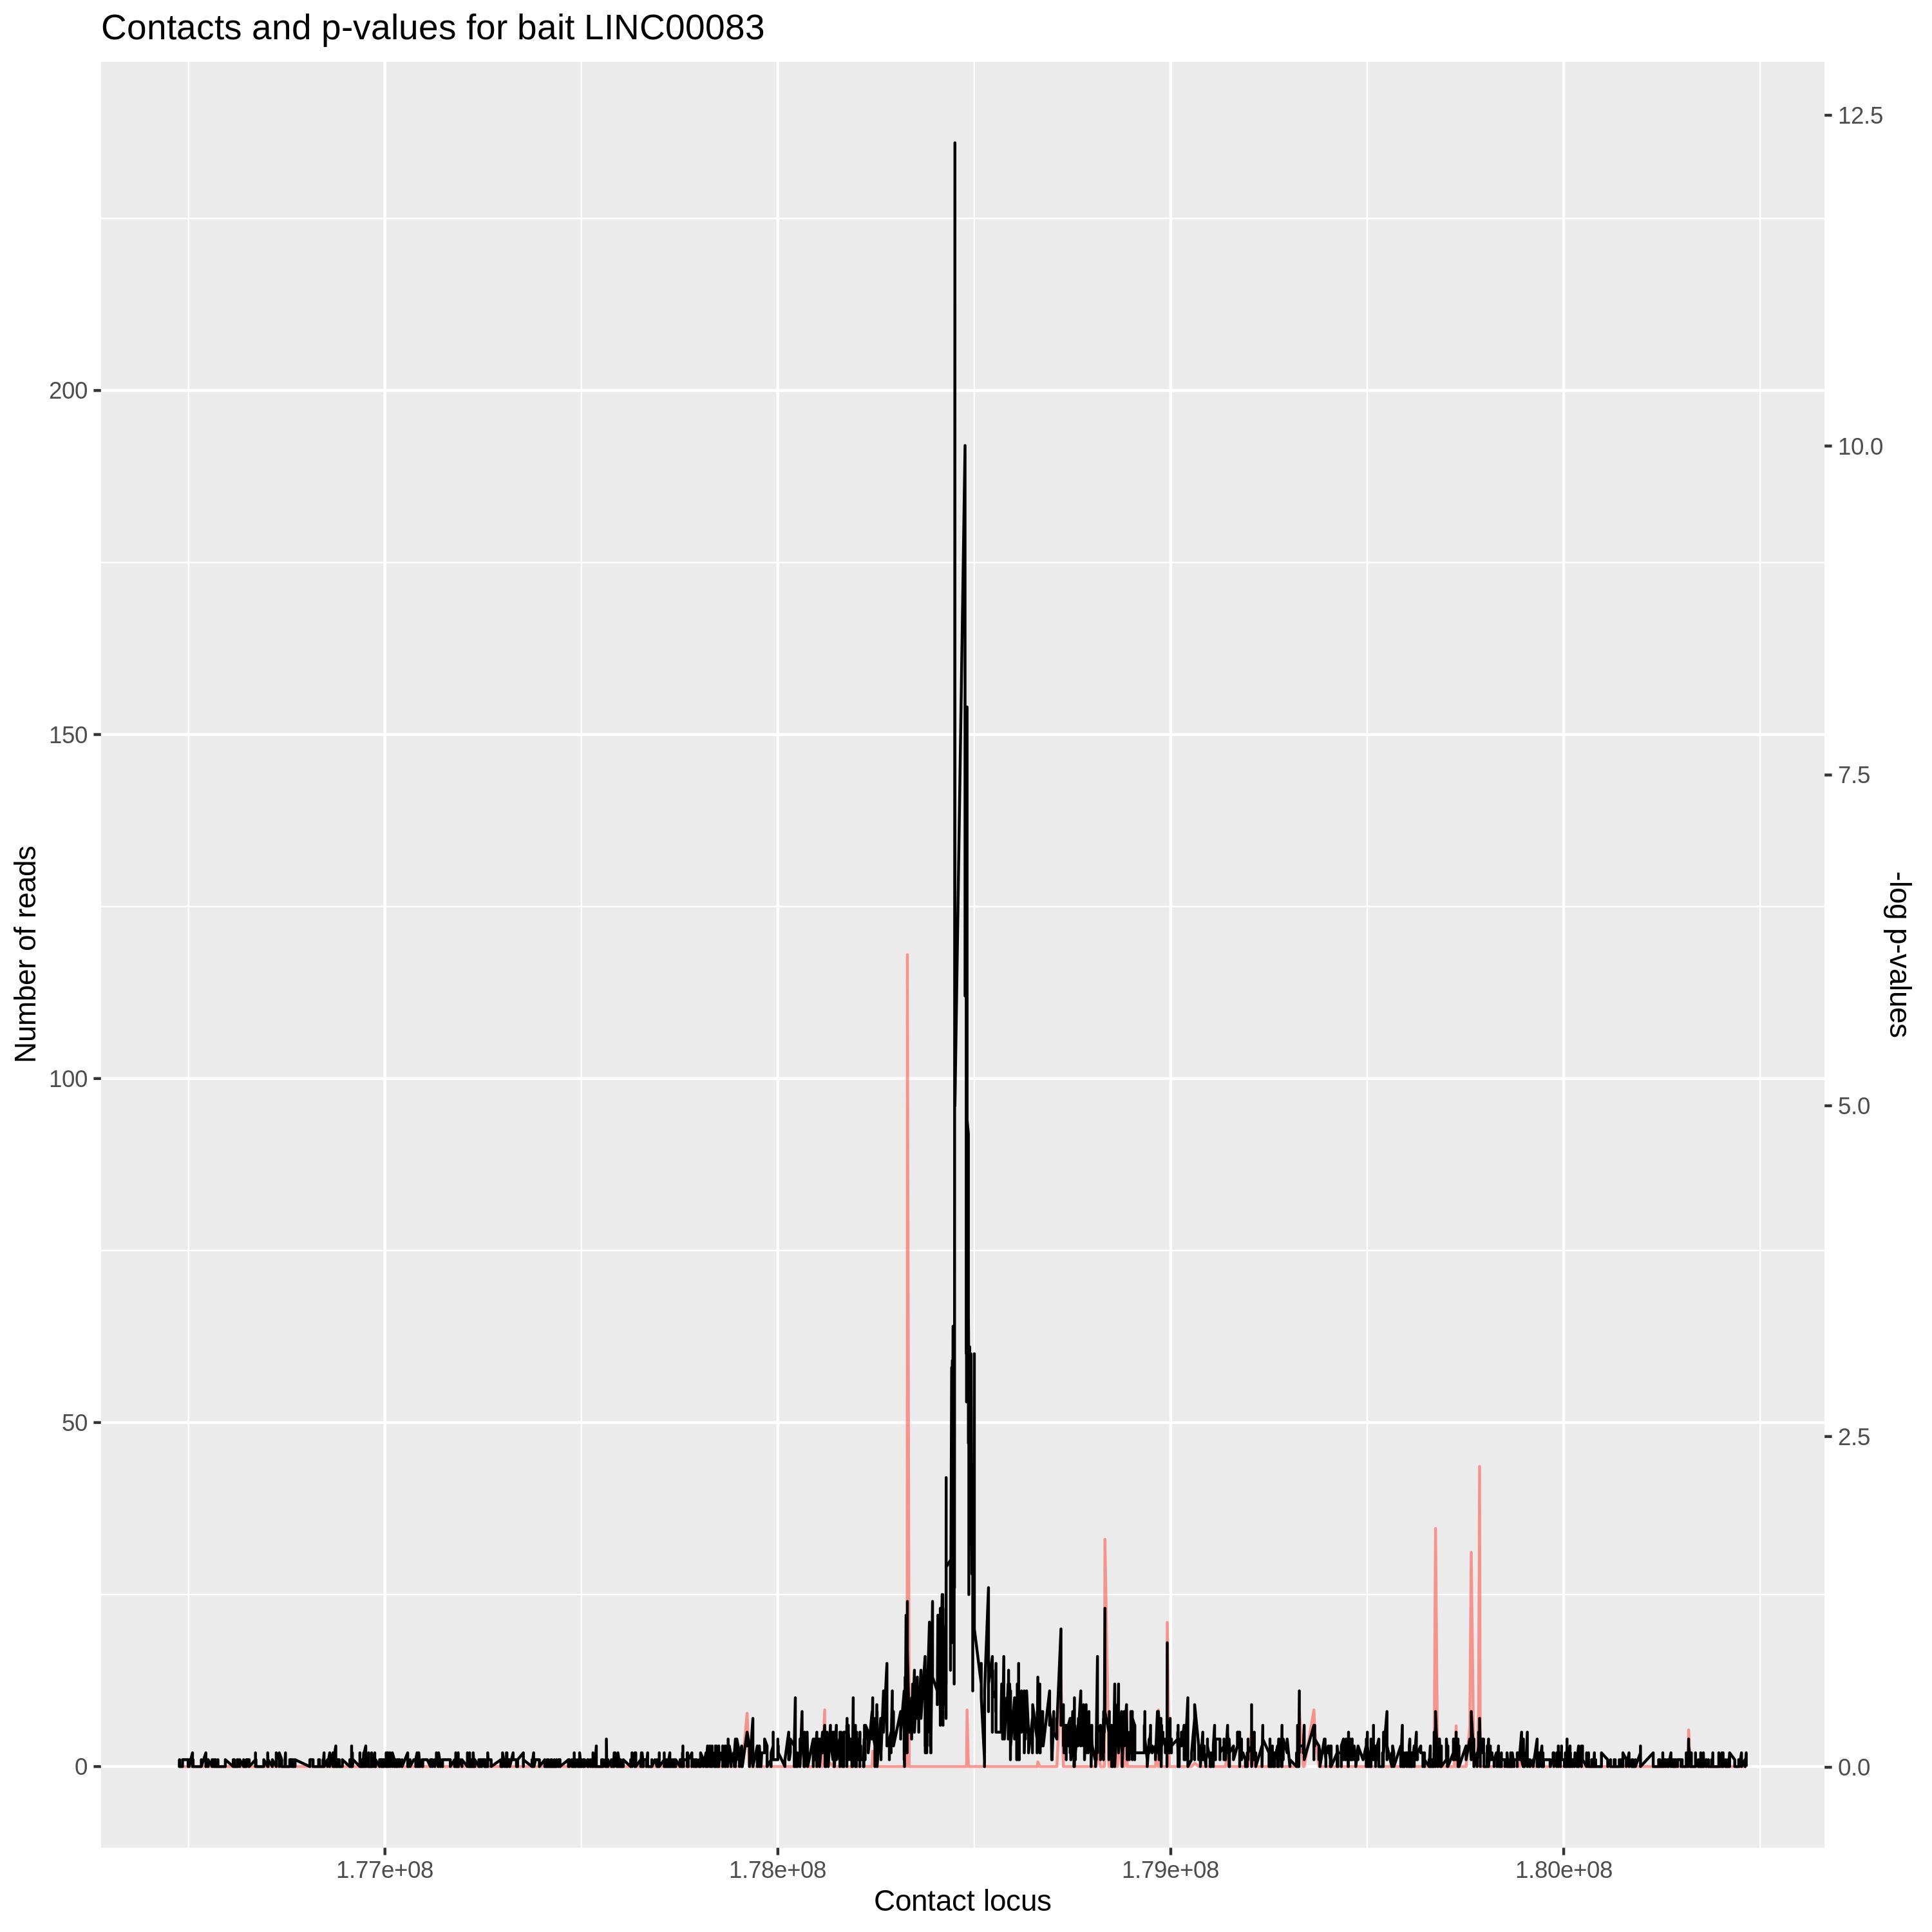 Contacts and p-values for bait LINC00083
12.5
200
10.0
150
7.5
Number of reads
-log p-values
100
5.0
50
2.5
0
0.0
1.77e+08
1.78e+08
1.79e+08
1.80e+08
Contact locus